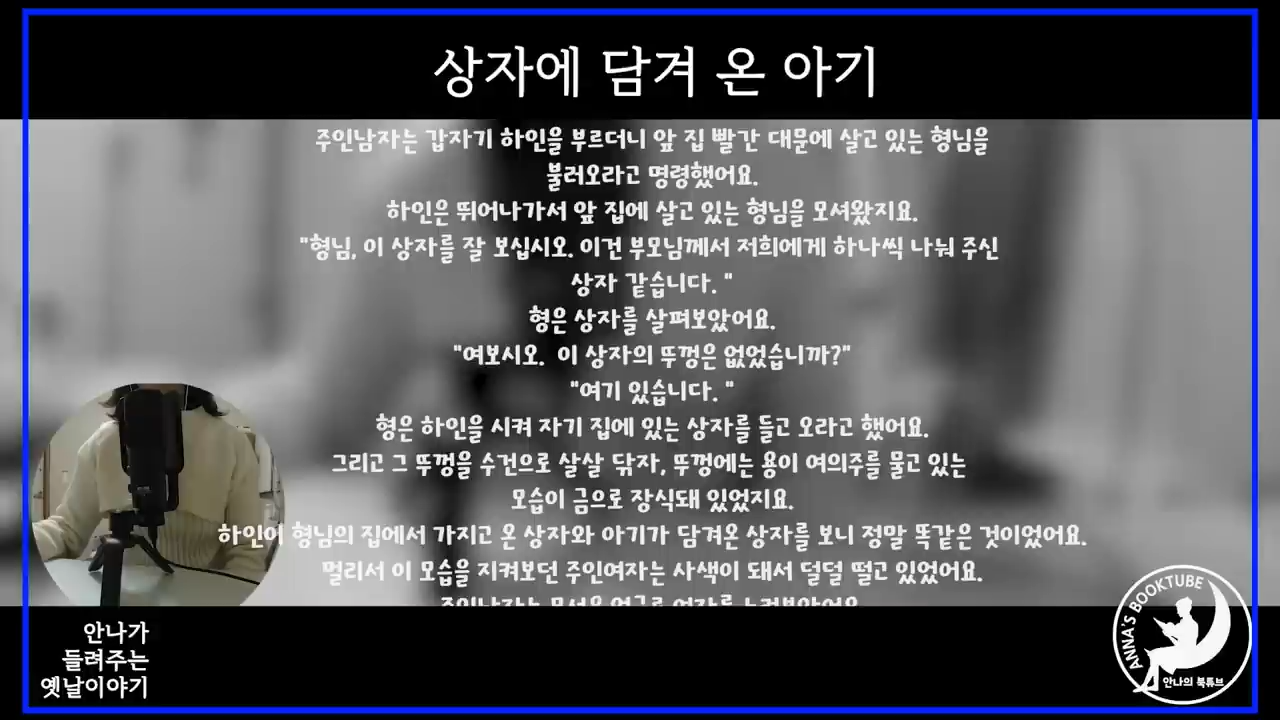 상자에 담겨 온 아기
주인남자는 갑자기 하인을 부르더니 앞 집 빨간 대문에 살고 있는 형님을
불러오라고 명령했어요.
하인은 뛰어나가서 앞 집에 살고 있는 형님을 모셔왔지요.
"형님, 이 상자를 잘 보십시오. 이건 부모님께서 저희에게 하나씩 나눠 주신
상자 같습니다. "
형은 상자를 살펴보았어요.
"여보시오.  이 상자의 뚜껑은 없었습니까?"
"여기 있습니다. "
형은 하인을 시켜 자기 집에 있는 상자를 들고 오라고 했어요.
그리고 그 뚜껑을 수건으로 살살 닦자, 뚜껑에는 용이 여의주를 물고 있는
모습이 금으로 장식돼 있었지요.
하인이 형님의 집에서 가지고 온 상자와 아기가 담겨온 상자를 보니 정말 똑같은 것이었어요.
멀리서 이 모습을 지켜보던 주인여자는 사색이 돼서 덜덜 떨고 있었어요.
안나가
들려주는
옛날이야기
ANNA'S BOOKTUBE
안나의 북튜브